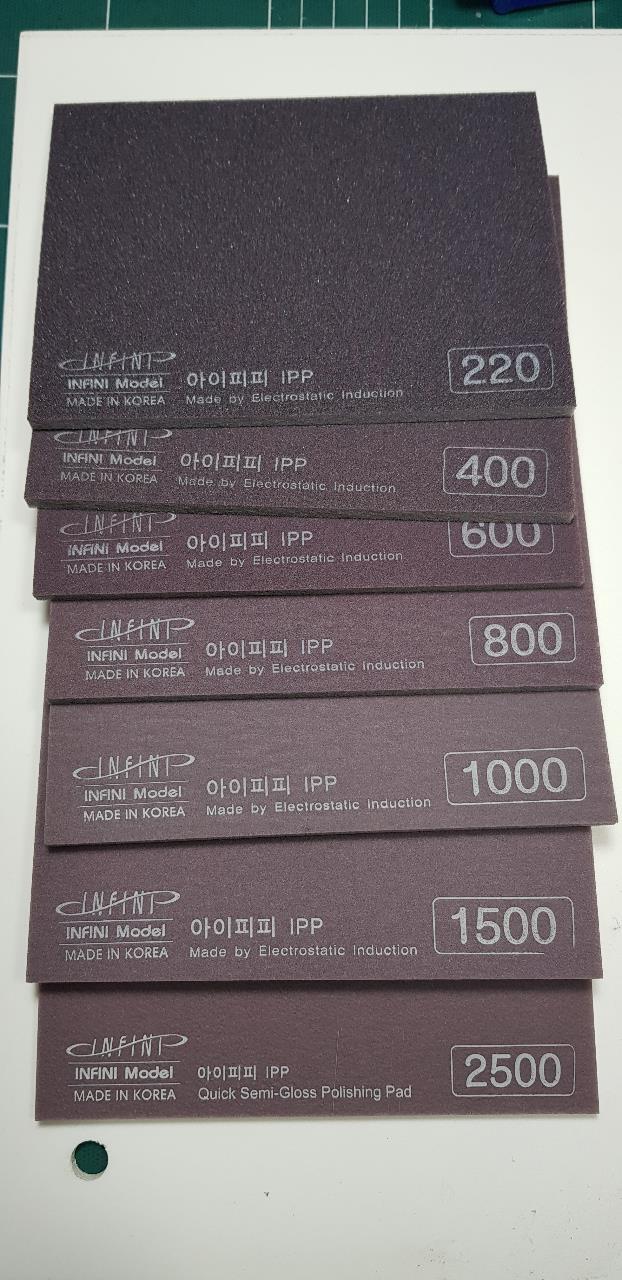 INFINI
INFINI Model
MADE IN KOREA
아이피피 IPP
Made by Electrostatic Induction
220
INFINI
INFINI Model
MADE IN KOREA
아이피피 IPP
Made by Electrostatic Induction
400
INFINI
INFINI Model
MADE IN KOREA
아이피피 IPP
Made by Electrostatic Induction
600
INFINI
INFINI Model
MADE IN KOREA
아이피피 IPP
Made by Electrostatic Induction
800
INFINI
INFINI Model
MADE IN KOREA
아이피피 IPP
Made by Electrostatic Induction
1000
INFINI
INFINI Model
MADE IN KOREA
아이피피 IPP
Made by Electrostatic Induction
1500
INFINI
INFINI Model
MADE IN KOREA
아이피피 IPP
Quick Semi-Gloss Polishing Pad
2500